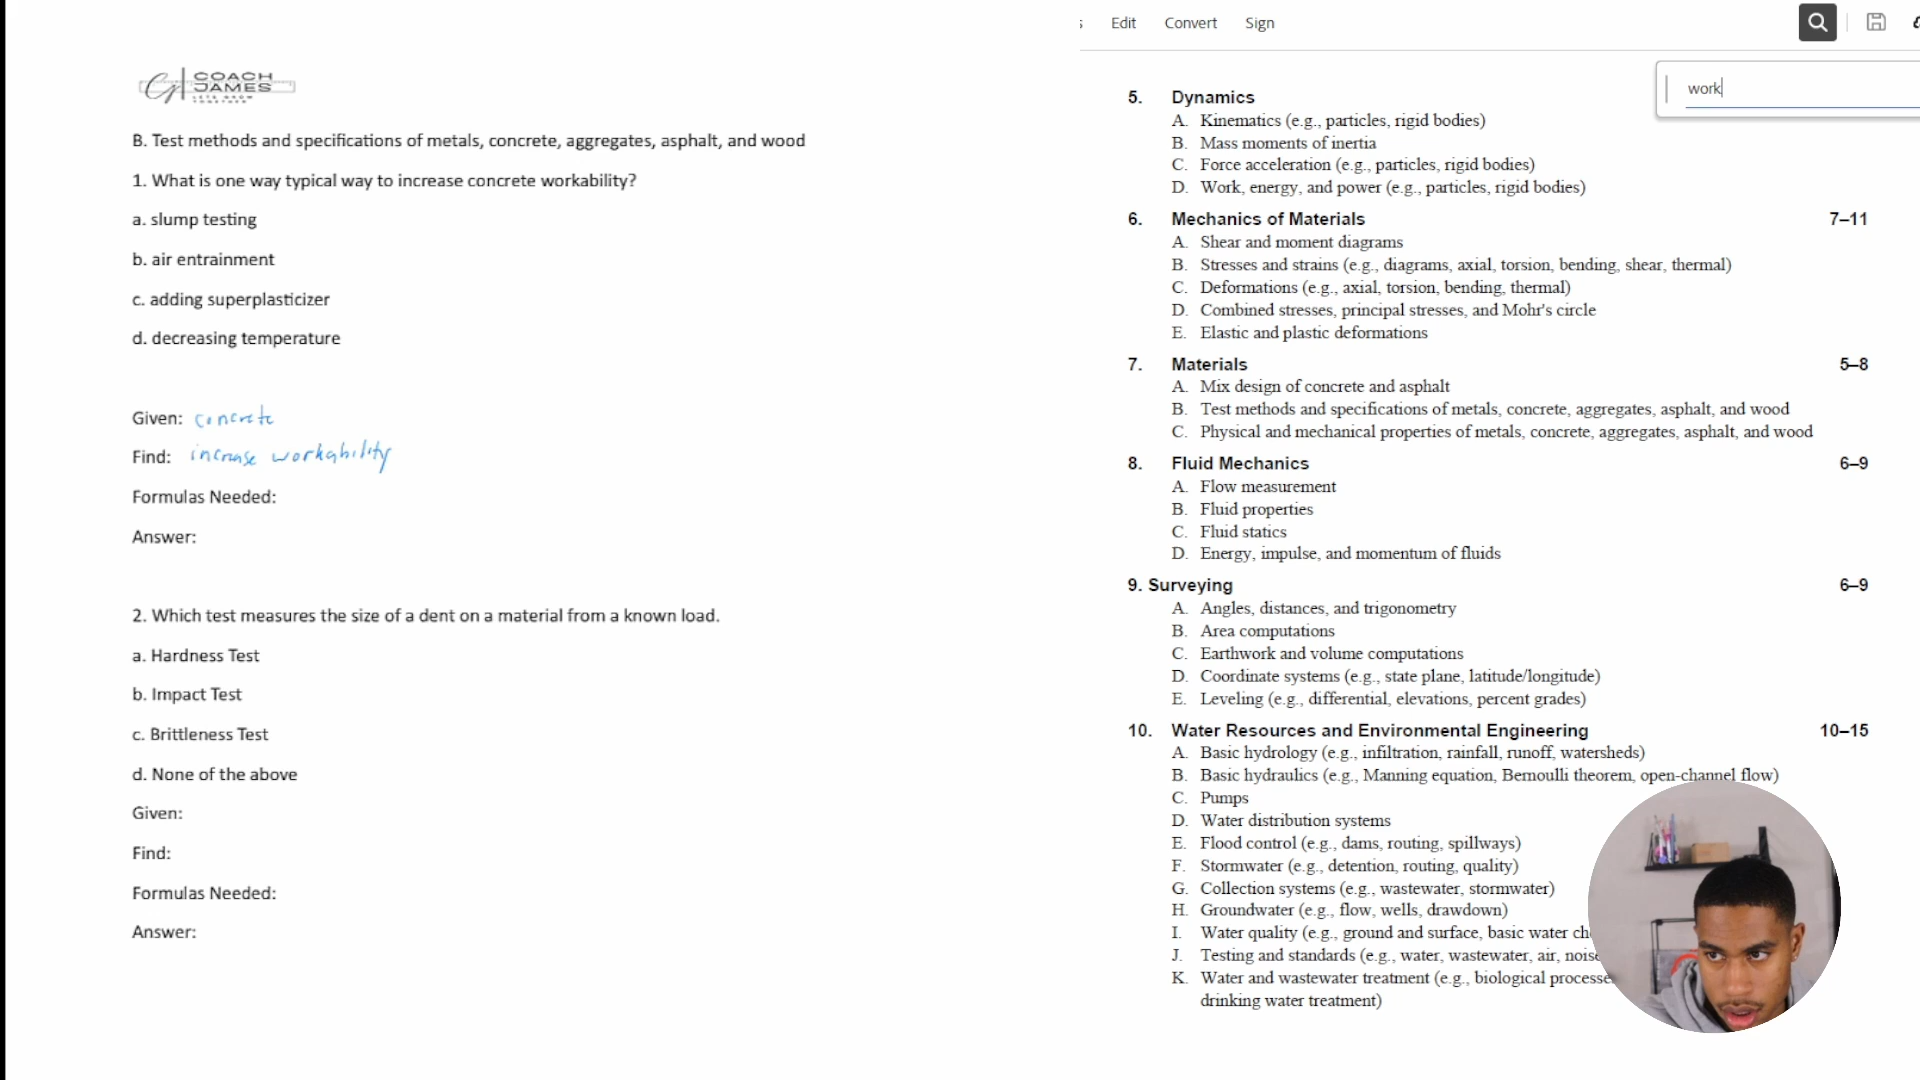 COACH
JAMES
LETS GROW
TOGETHER
B. Test methods and specifications of metals, concrete, aggregates, asphalt, and wood
1. What is one way typical way to increase concrete workability?
a. slump testing
b. air entrainment
c. adding superplasticizer
d. decreasing temperature
Given: concrete
Find: increase workability
Formulas Needed:
Answer:
2. Which test measures the size of a dent on a material from a known load.
a. Hardness Test
b. Impact Test
c. Brittleness Test
d. None of the above
Given:
Find:
Formulas Needed:
Answer:
Edit Convert Sign
work
5. Dynamics
A. Kinematics (e.g., particles, rigid bodies)
B. Mass moments of inertia
C. Force acceleration (e.g., particles, rigid bodies)
D. Work, energy, and power (e.g., particles, rigid bodies)
6. Mechanics of Materials 7–11
A. Shear and moment diagrams
B. Stresses and strains (e.g., diagrams, axial, torsion, bending, shear, thermal)
C. Deformations (e.g., axial, torsion, bending, thermal)
D. Combined stresses, principal stresses, and Mohr's circle
E. Elastic and plastic deformations
7. Materials 5–8
A. Mix design of concrete and asphalt
B. Test methods and specifications of metals, concrete, aggregates, asphalt, and wood
C. Physical and mechanical properties of metals, concrete, aggregates, asphalt, and wood
8. Fluid Mechanics 6–9
A. Flow measurement
B. Fluid properties
C. Fluid statics
D. Energy, impulse, and momentum of fluids
9. Surveying 6–9
A. Angles, distances, and trigonometry
B. Area computations
C. Earthwork and volume computations
D. Coordinate systems (e.g., state plane, latitude/longitude)
E. Leveling (e.g., differential, elevations, percent grades)
10. Water Resources and Environmental Engineering 10–15
A. Basic hydrology (e.g., infiltration, rainfall, runoff, watersheds)
B. Basic hydraulics (e.g., Manning equation, Bernoulli theorem, open-channel flow)
C. Pumps
D. Water distribution systems
E. Flood control (e.g., dams, routing, spillways)
F. Stormwater (e.g., detention, routing, quality)
G. Collection systems (e.g., wastewater, stormwater)
H. Groundwater (e.g., flow, wells, drawdown)
I. Water quality (e.g., ground and surface, basic water
J. Testing and standards (e.g., water, wastewater, air,
K. Water and wastewater treatment (e.g., biological
drinking water treatment)